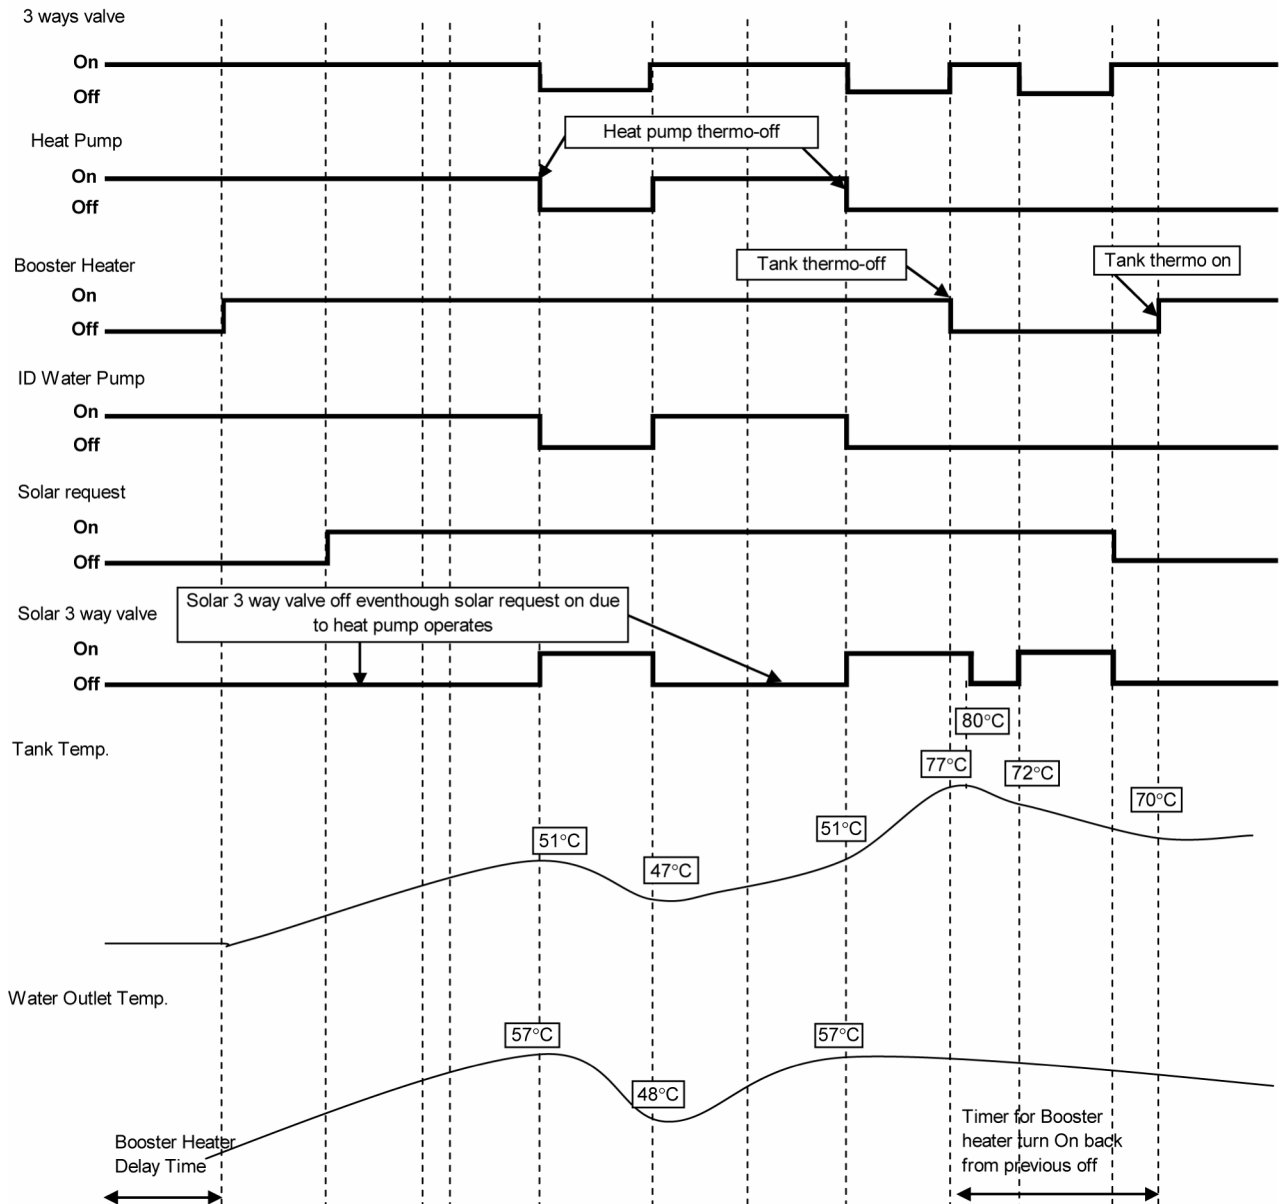 3 ways valve
On
Off
Heat Pump
Heat pump thermo-off
On
Off
Booster Heater
Tank thermo-off
Tank thermo on
On
Off
ID Water Pump
On
Off
Solar request
On
Off
Solar 3 way valve
Solar 3 way valve off eventhough solar request on due
to heat pump operates
On
Off
Tank Temp.
80°C
77°C
72°C
70°C
51°C
51°C
47°C
Water Outlet Temp.
57°C
57°C
48°C
Booster Heater
Delay Time
Timer for Booster
heater turn On back
from previous off